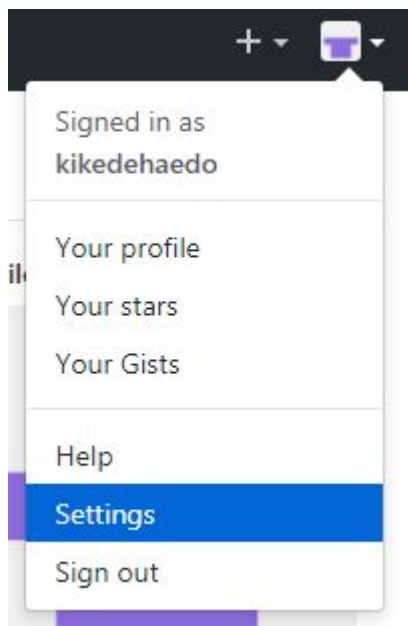 Signed in as
kikedehaedo
Your profile
Your stars
Your Gists
Help
Settings
Sign out